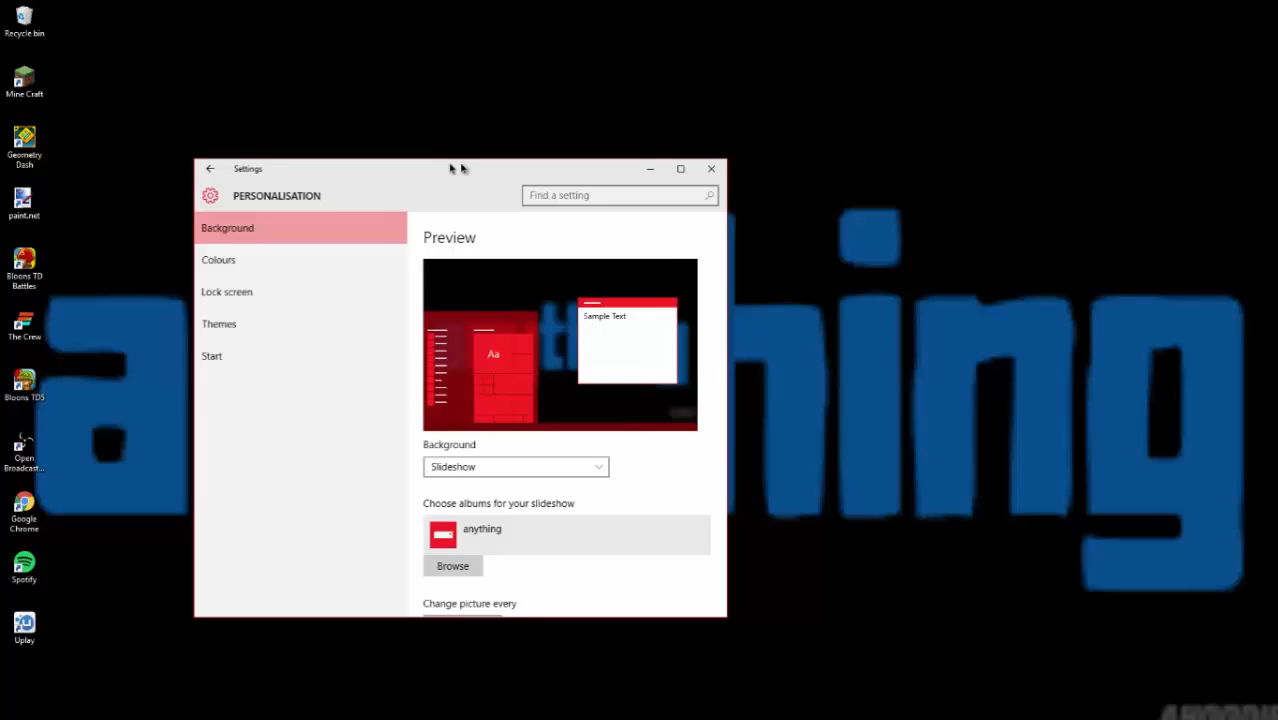 Recycle bin
Mine Craft
Geometry
Dash
paint.net
Bloons TD
Battles
The Crew
Bloons TD5
Open
Broadcast...
Google
Chrome
Spotify
Uplay
Settings
PERSONALISATION
Find a setting
Background
Colours
Lock screen
Themes
Start
Preview
Sample Text
Aa
Background
Slideshow
Choose albums for your slideshow
anything
Browse
Change picture every
a thing